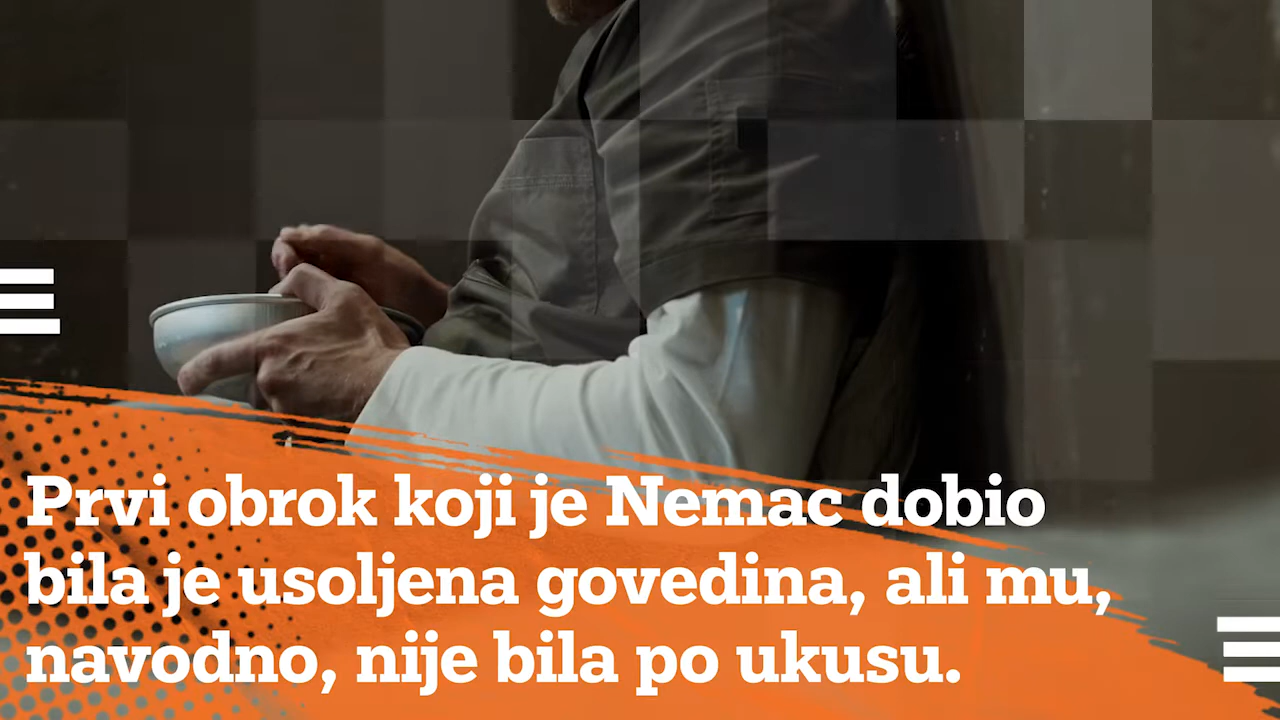 Prvi obrok koji je Nemac dobio
bila je usoljena govedina, ali mu,
navodno, nije bila po ukusu.